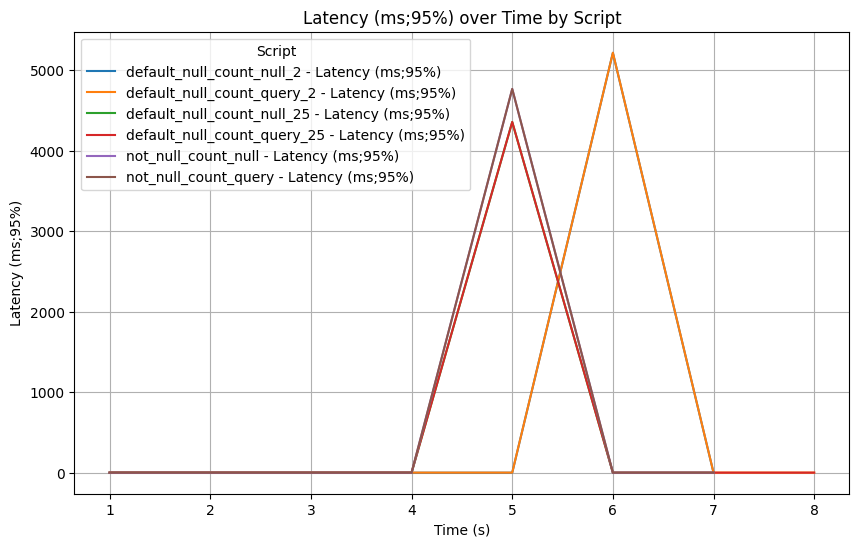 Latency (ms;95%) over Time by Script
Script
default_null_count_null_2 - Latency (ms;95%)
default_null_count_query_2 - Latency (ms;95%)
default_null_count_null_25 - Latency (ms;95%)
default_null_count_query_25 - Latency (ms;95%)
not_null_count_null - Latency (ms;95%)
not_null_count_query - Latency (ms;95%)
5000
4000
3000
2000
1000
0
Latency (ms;95%)
1 2 3 4 5 6 7 8
Time (s)